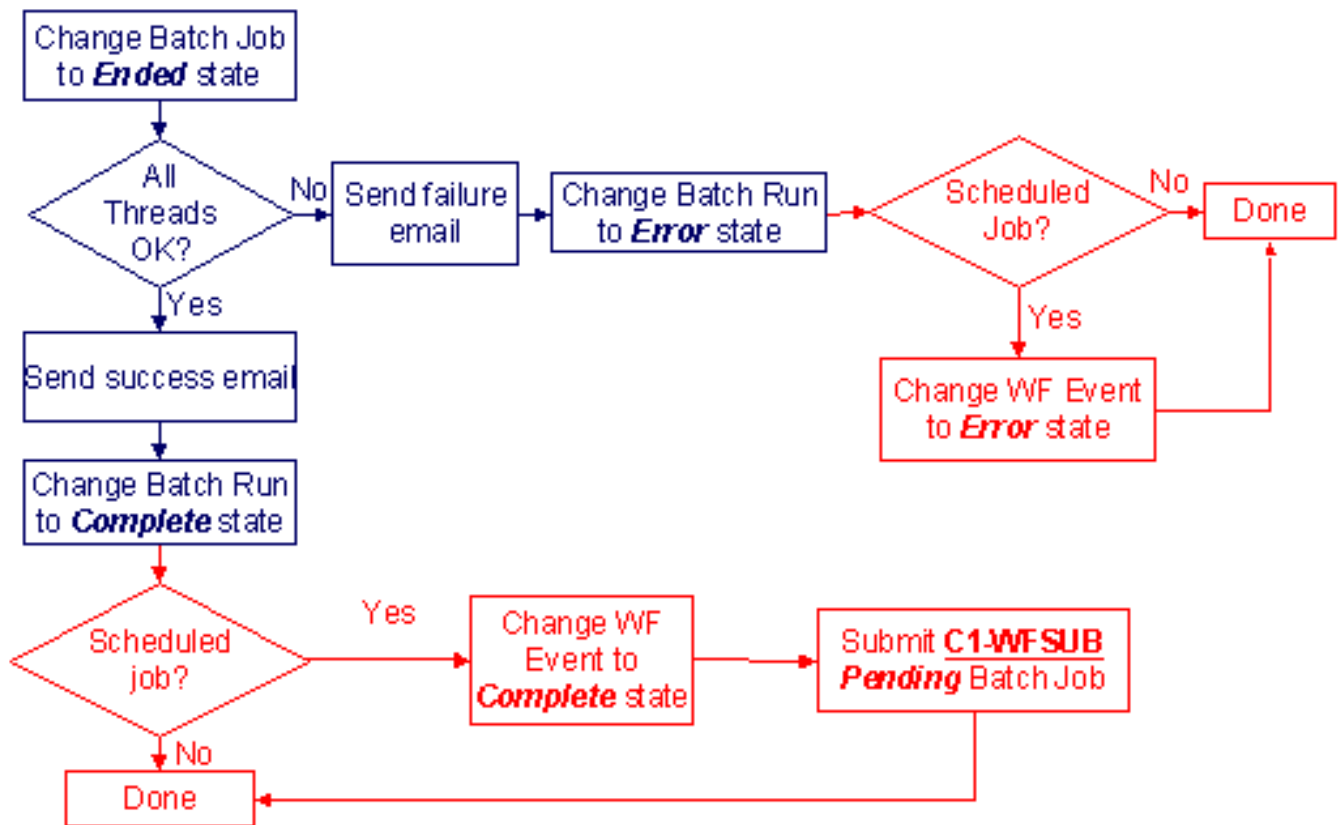 Change Batch Job
to Ended state
All
Threads
OK?
No
Send failure
email
Change Batch Run
to Error state
Scheduled
Job?
No
Done
Yes
Change WF Event
to Error state
Yes
Send success email
Change Batch Run
to Complete state
Scheduled
job?
Yes
Change WF
Event to
Complete state
Submit C1-WFSUB
Pending Batch Job
No
Done